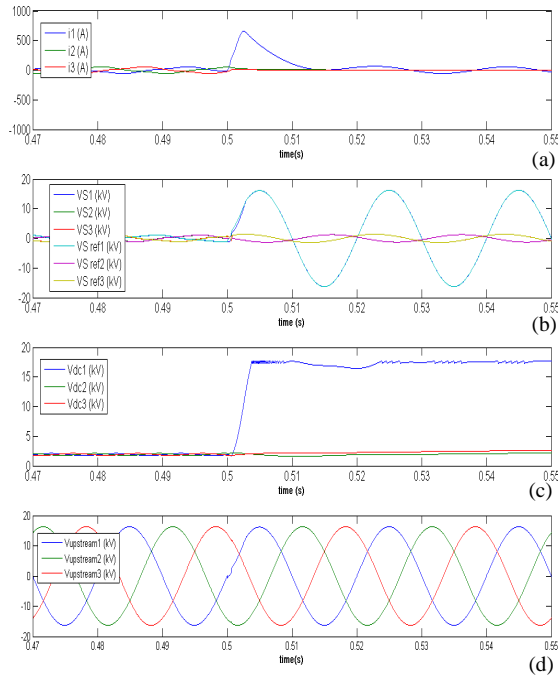 1000
500
0
-500
-1000
i1 (A)
i2 (A)
i3 (A)
0.47 0.48 0.49 0.5 0.51 0.52 0.53 0.54 0.55
time(s)
(a)
20
10
0
-10
-20
VS1 (kV)
VS2 (kV)
VS3 (kV)
VS ref1 (kV)
VS ref2 (kV)
VS ref3 (kV)
0.47 0.48 0.49 0.5 0.51 0.52 0.53 0.54 0.55
time (s)
(b)
20
15
10
5
0
Vdc1 (kV)
Vdc2 (kV)
Vdc3 (kV)
0.47 0.48 0.49 0.5 0.51 0.52 0.53 0.54 0.55
time (s)
(c)
20
10
0
-10
20
Vupstream1 (kV)
Vupstream2 (kV)
Vupstream3 (kV)
0.47 0.48 0.49 0.5 0.51 0.52 0.53 0.54 0.55
time(s)
(d)